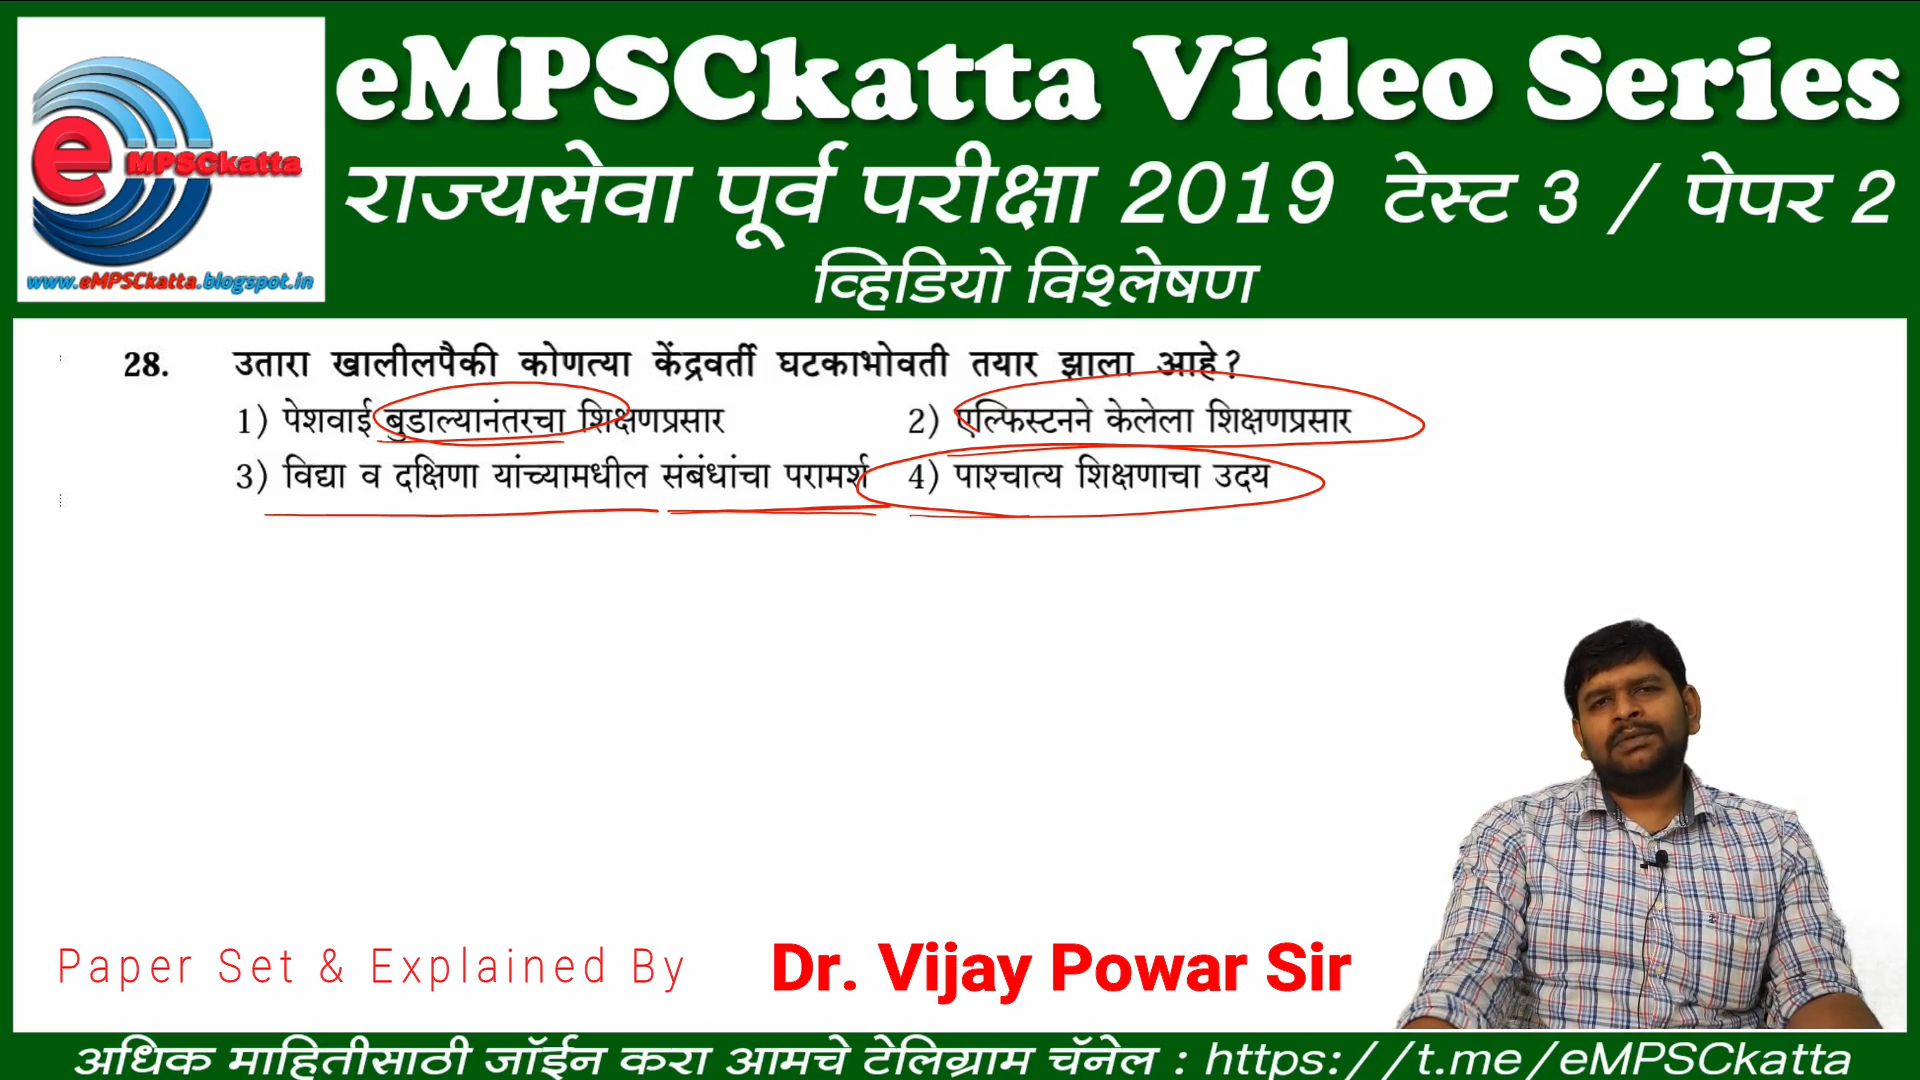 eMPSCkatta Video Series
राज्यसेवा पूर्व परीक्षा 2019 टेस्ट 3 / पेपर 2
व्हिडियो विश्लेषण
e MPSCkatta
www.eMPSCkatta.blogspot.in
28. उतारा खालीलपैकी कोणत्या केंद्रवर्ती घटकाभोवती तयार झाला आहे?
1) पेशवाई बुडाल्यानंतरचा शिक्षणप्रसार 2) एल्फिस्टनने केलेला शिक्षणप्रसार
3) विद्या व दक्षिणा यांच्यामधील संबंधांचा परामर्श 4) पाश्चात्य शिक्षणाचा उदय
Paper Set & Explained By Dr. Vijay Powar Sir
अधिक माहितीसाठी जॉईन करा आमचे टेलिग्राम चॅनेल : https://t.me/eMPSCkatta